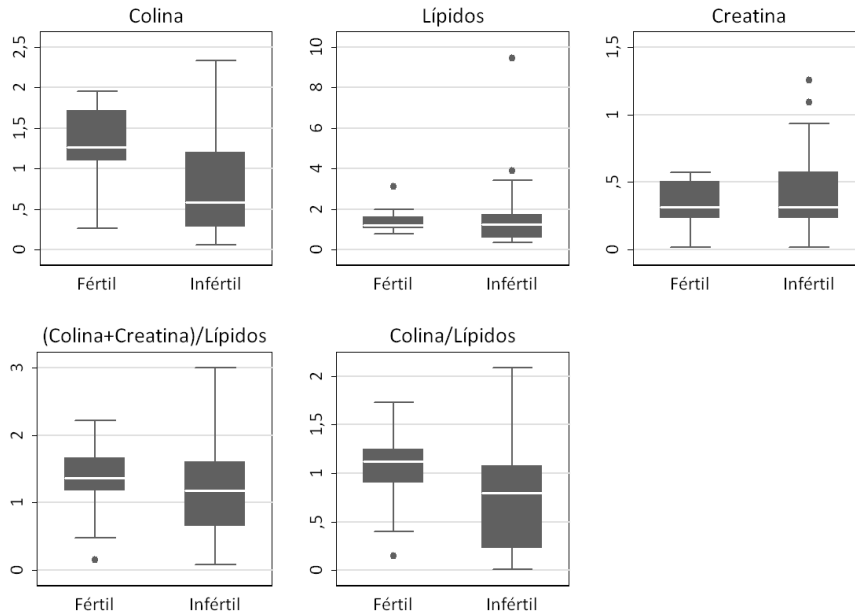 Colina
2,5
2
1,5
1
,5
0
Fértil Infértil
Lípidos
10
8
6
4
2
0
Fértil Infértil
Creatina
1,5
1
,5
0
Fértil Infértil
(Colina+Creatina)/Lípidos
3
2
1
0
Fértil Infértil
Colina/Lípidos
2
1,5
1
,5
0
Fértil Infértil